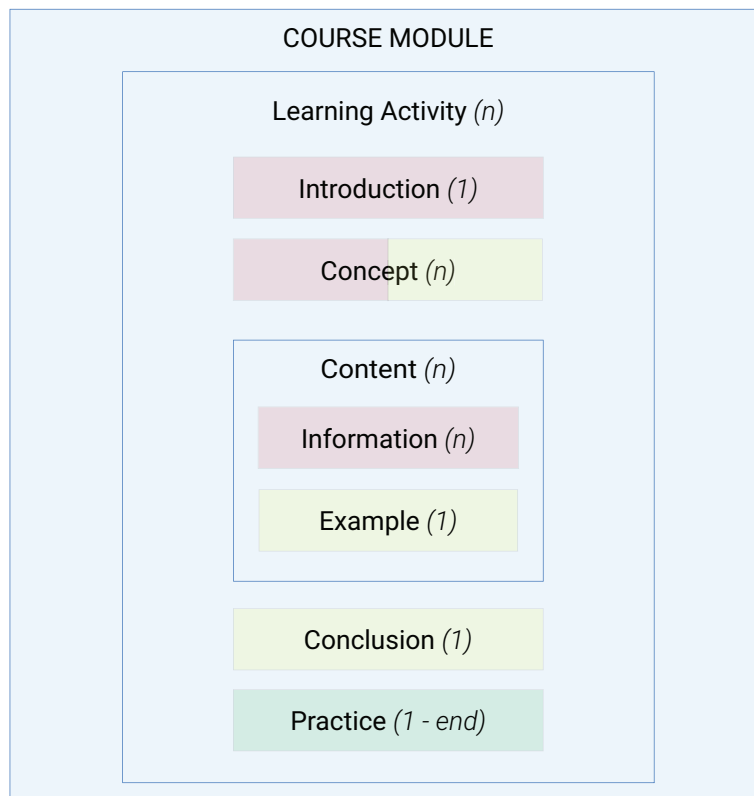 COURSE MODULE
Learning Activity (n)
Introduction (1)
Concept (n)
Content (n)
Information (n)
Example (1)
Conclusion (1)
Practice (1 - end)